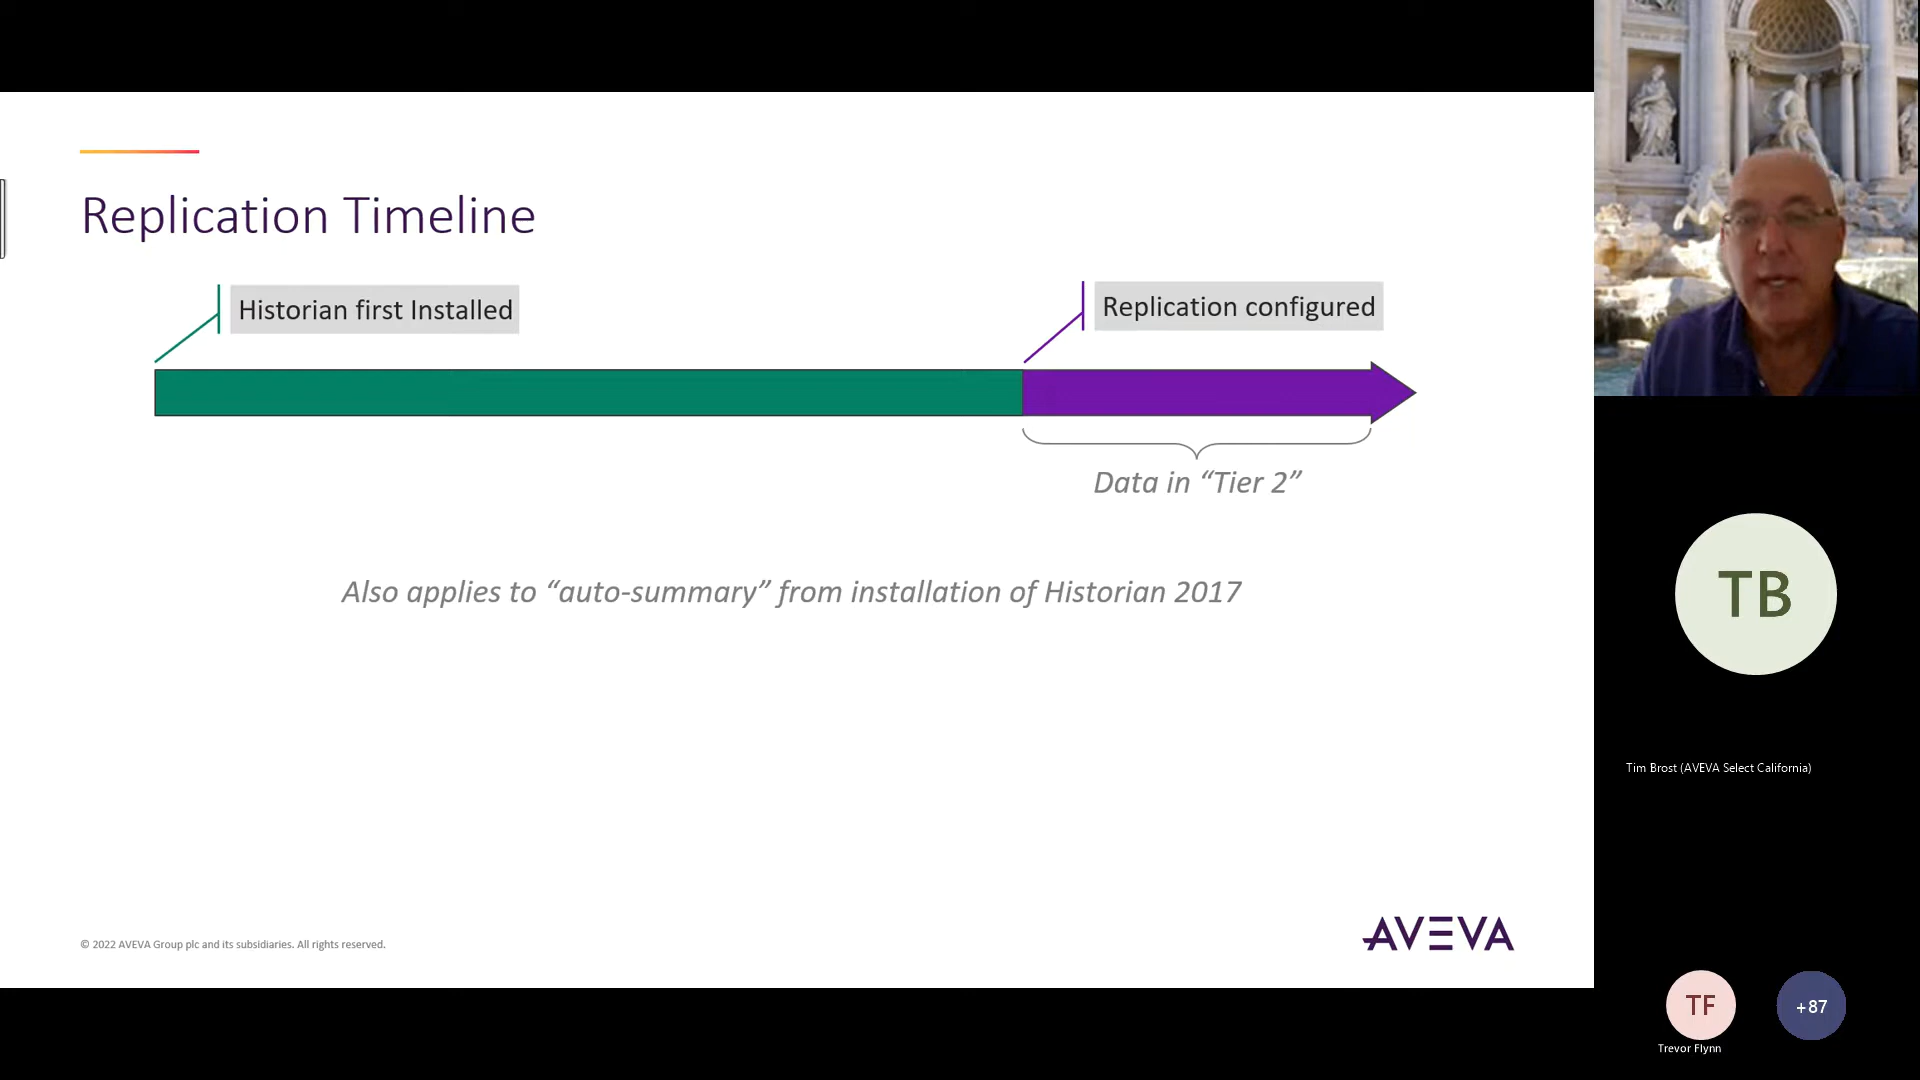 Replication Timeline
Historian first Installed
Replication configured
Data in “Tier 2”
Also applies to “auto-summary” from installation of Historian 2017
© 2022 AVEVA Group plc and its subsidiaries. All rights reserved.
AVEVA
TB
Tim Brost (AVEVA Select California)
TF
+87
Trevor Flynn